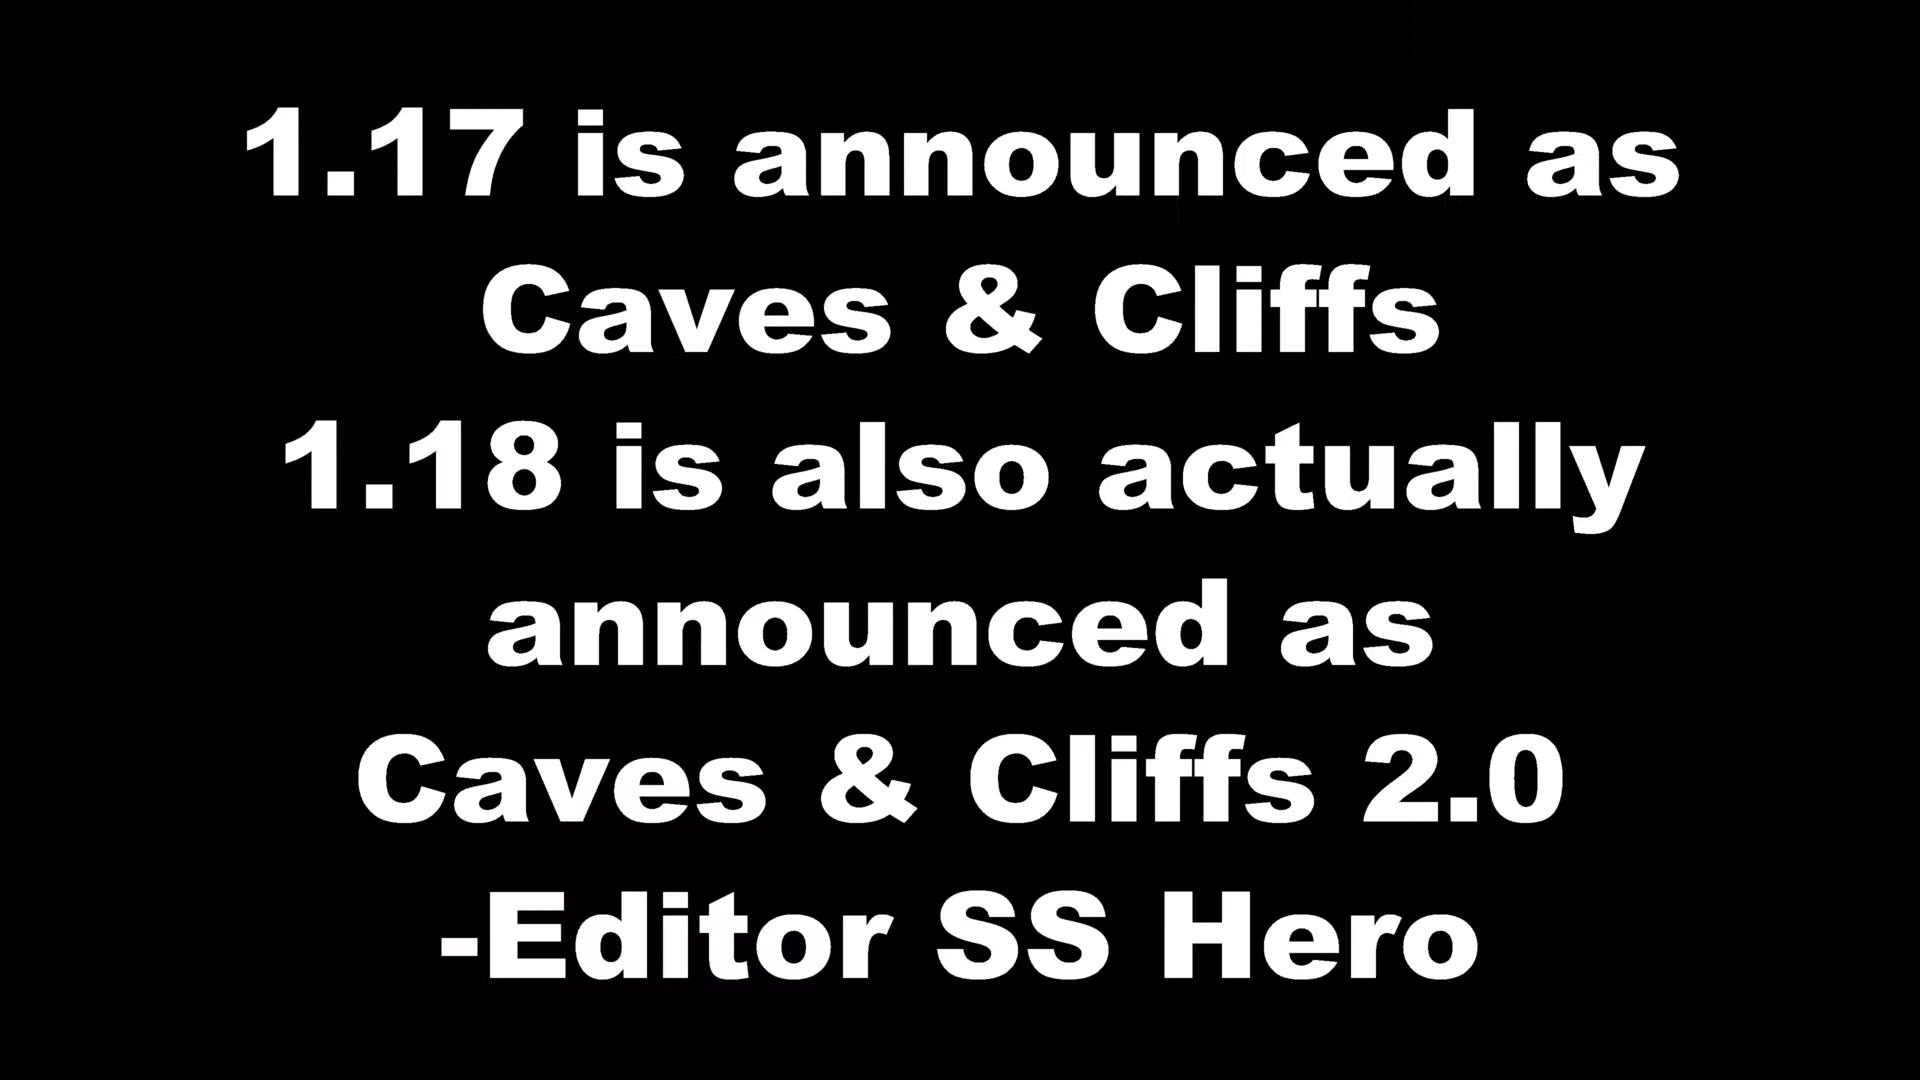 1.17 is announced as
Caves & Cliffs
1.18 is also actually
announced as
Caves & Cliffs 2.0
-Editor SS Hero